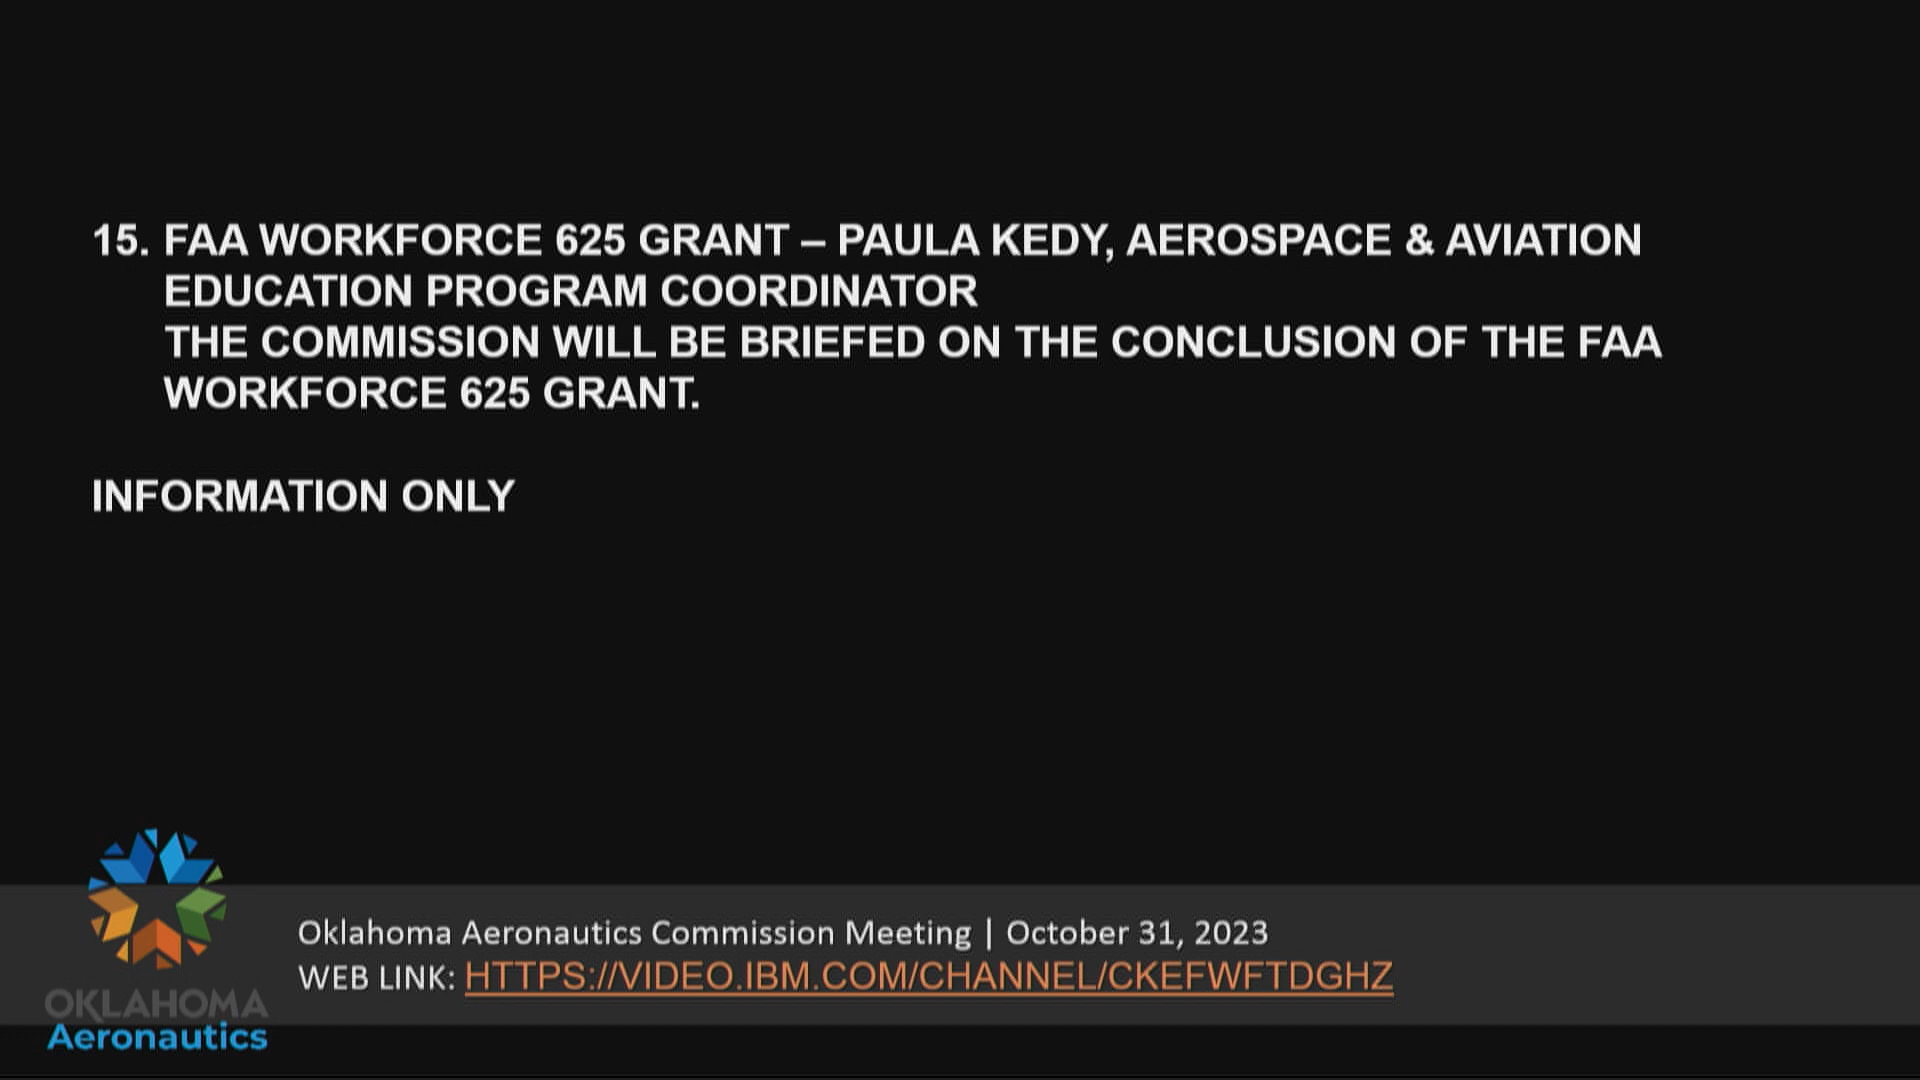 15. FAA WORKFORCE 625 GRANT – PAULA KEDY, AEROSPACE & AVIATION
EDUCATION PROGRAM COORDINATOR
THE COMMISSION WILL BE BRIEFED ON THE CONCLUSION OF THE FAA
WORKFORCE 625 GRANT.
INFORMATION ONLY
Oklahoma Aeronautics Commission Meeting | October 31, 2023
WEB LINK: HTTPS://VIDEO.IBM.COM/CHANNEL/CKEFWFTDGHZ
OKLAHOMA
Aeronautics